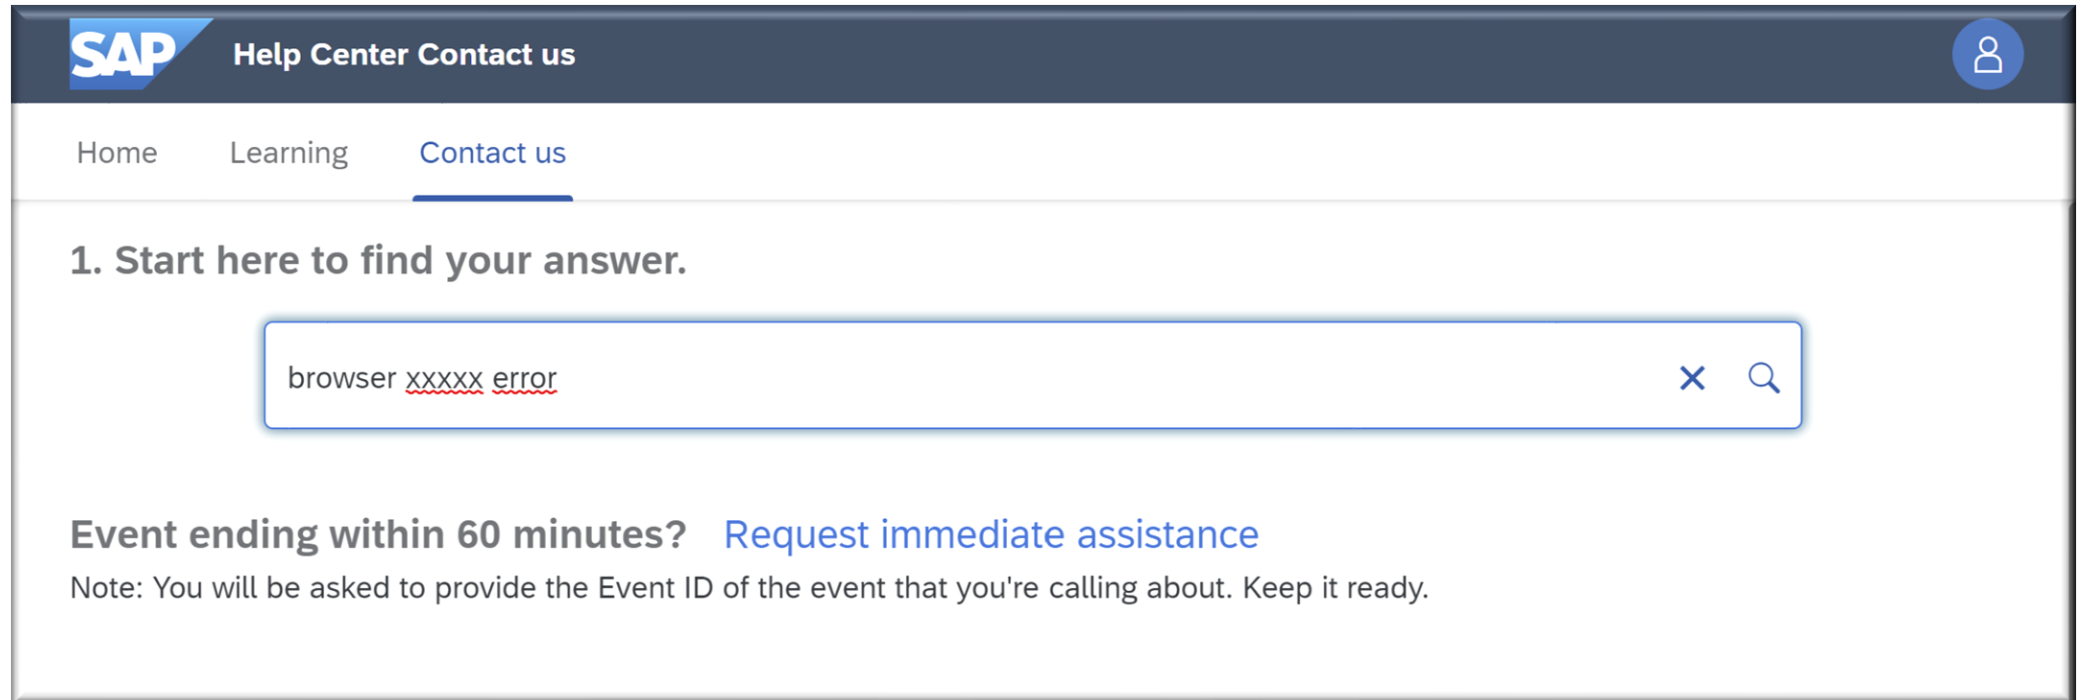 SAP Help Center Contact us
Home Learning Contact us
1. Start here to find your answer.
browser xxxxx error
Event ending within 60 minutes? Request immediate assistance
Note: You will be asked to provide the Event ID of the event that you're calling about. Keep it ready.